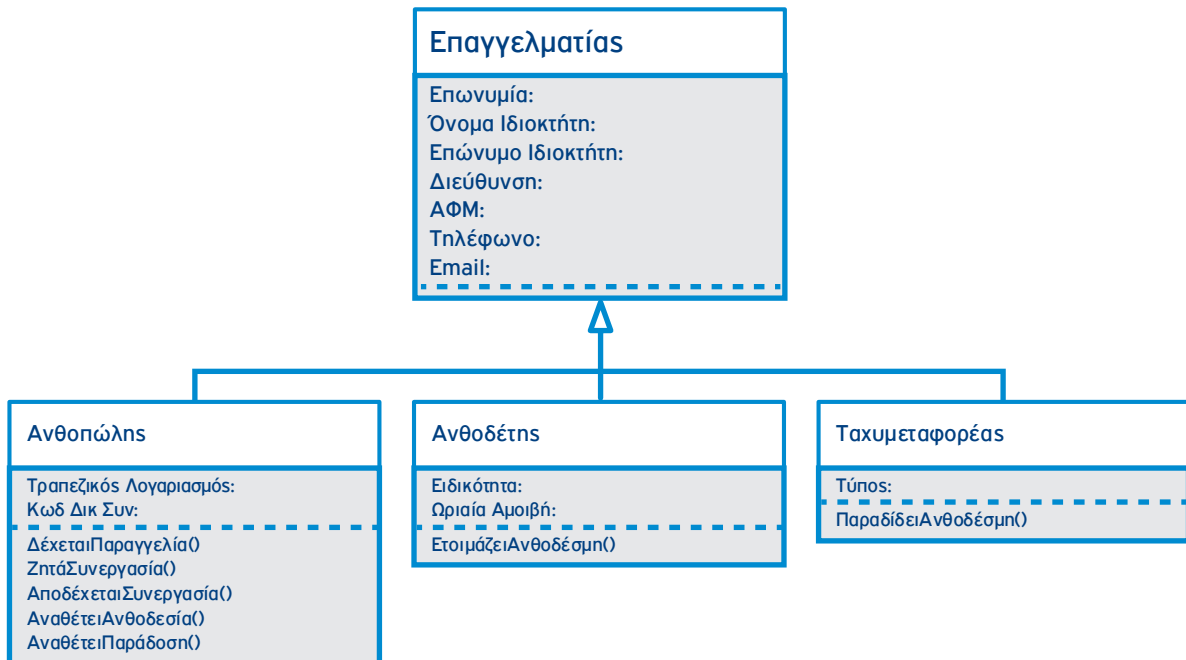 Επαγγελματίας
Επωνυμία:
Όνομα Ιδιοκτήτη:
Επώνυμο Ιδιοκτήτη:
Διεύθυνση:
ΑΦΜ:
Τηλέφωνο:
Email:
Ανθοπώλης
Τραπεζικός Λογαριασμός:
Κωδ Δικ Συν:
ΔέχεταιΠαραγγελία()
ΖητάΣυνεργασία()
ΑποδέχεταιΣυνεργασία()
ΑναθέτειΑνθοδεσία()
ΑναθέτειΠαράδοση()
Ανθοδέτης
Ειδικότητα:
Ωριαία Αμοιβή:
ΕτοιμάζειΑνθοδέσμη()
Ταχυμεταφορέας
Τύπος:
ΠαραδίδειΑνθοδέσμη()